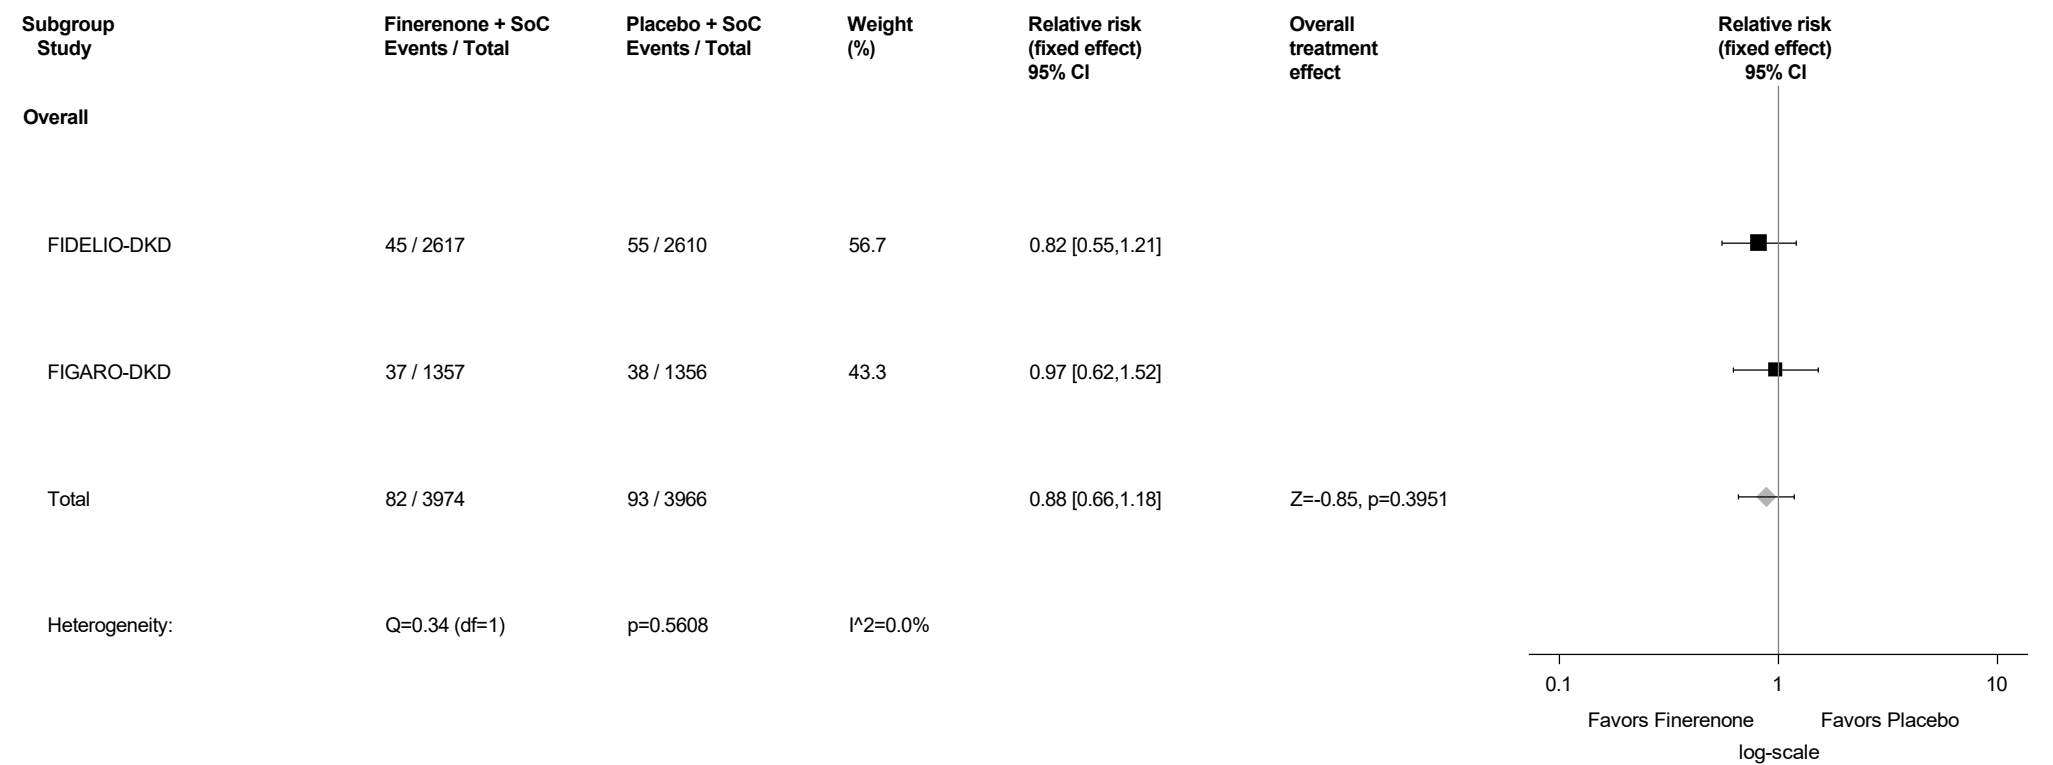 Subgroup Finerenone + SoC Placebo + SoC Weight Relative risk Overall Relative risk
Study Events / Total Events / Total (%) (fixed effect) treatment (fixed effect)
95% CI effect 95% CI
Overall
FIDELIO-DKD 45 / 2617 55 / 2610 56.7 0.82 [0.55,1.21]
FIGARO-DKD 37 / 1357 38 / 1356 43.3 0.97 [0.62,1.52]
Total 82 / 3974 93 / 3966 0.88 [0.66,1.18] Z=-0.85, p=0.3951
Heterogeneity: Q=0.34 (df=1) p=0.5608 I^2=0.0%
0.1 1 10
Favors Finerenone Favors Placebo
log-scale